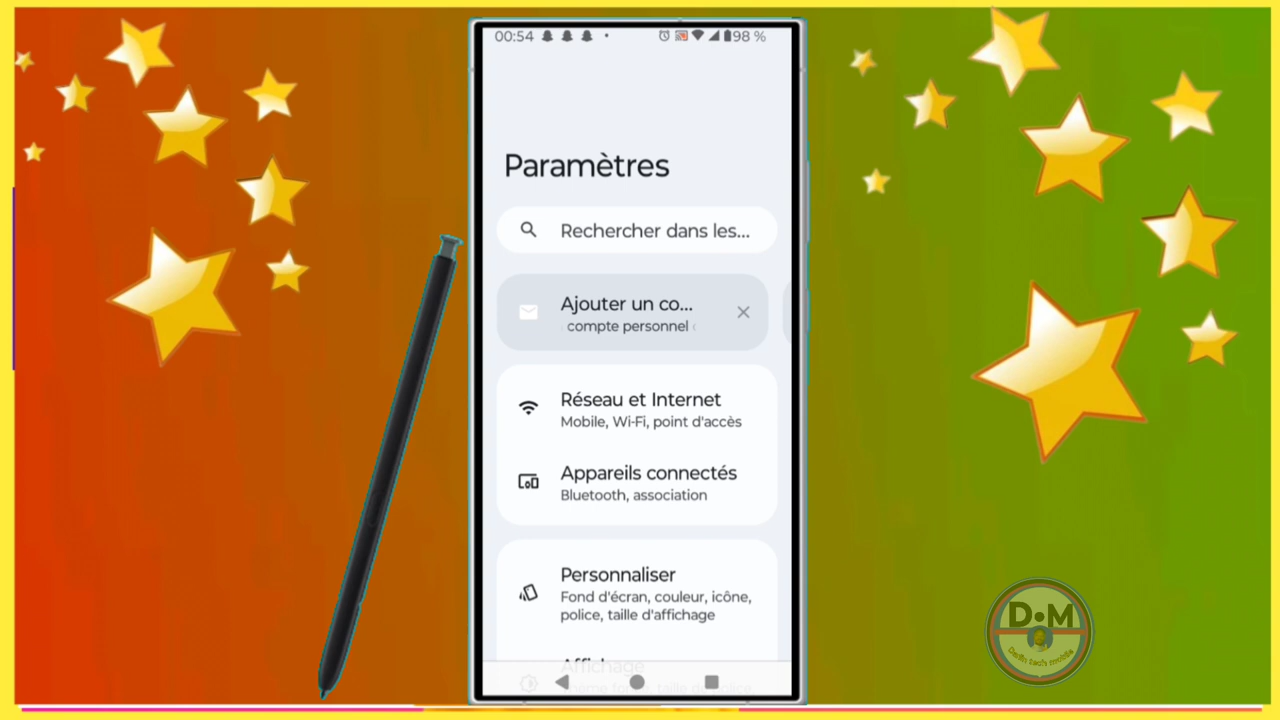 00:54
98 %
Paramètres
Rechercher dans les...
Ajouter un co...
compte personnel
Réseau et Internet
Mobile, Wi-Fi, point d'accès
Appareils connectés
Bluetooth, association
Personnaliser
Fond d'écran, couleur, icône,
police, taille d'affichage
Affichage
D•M